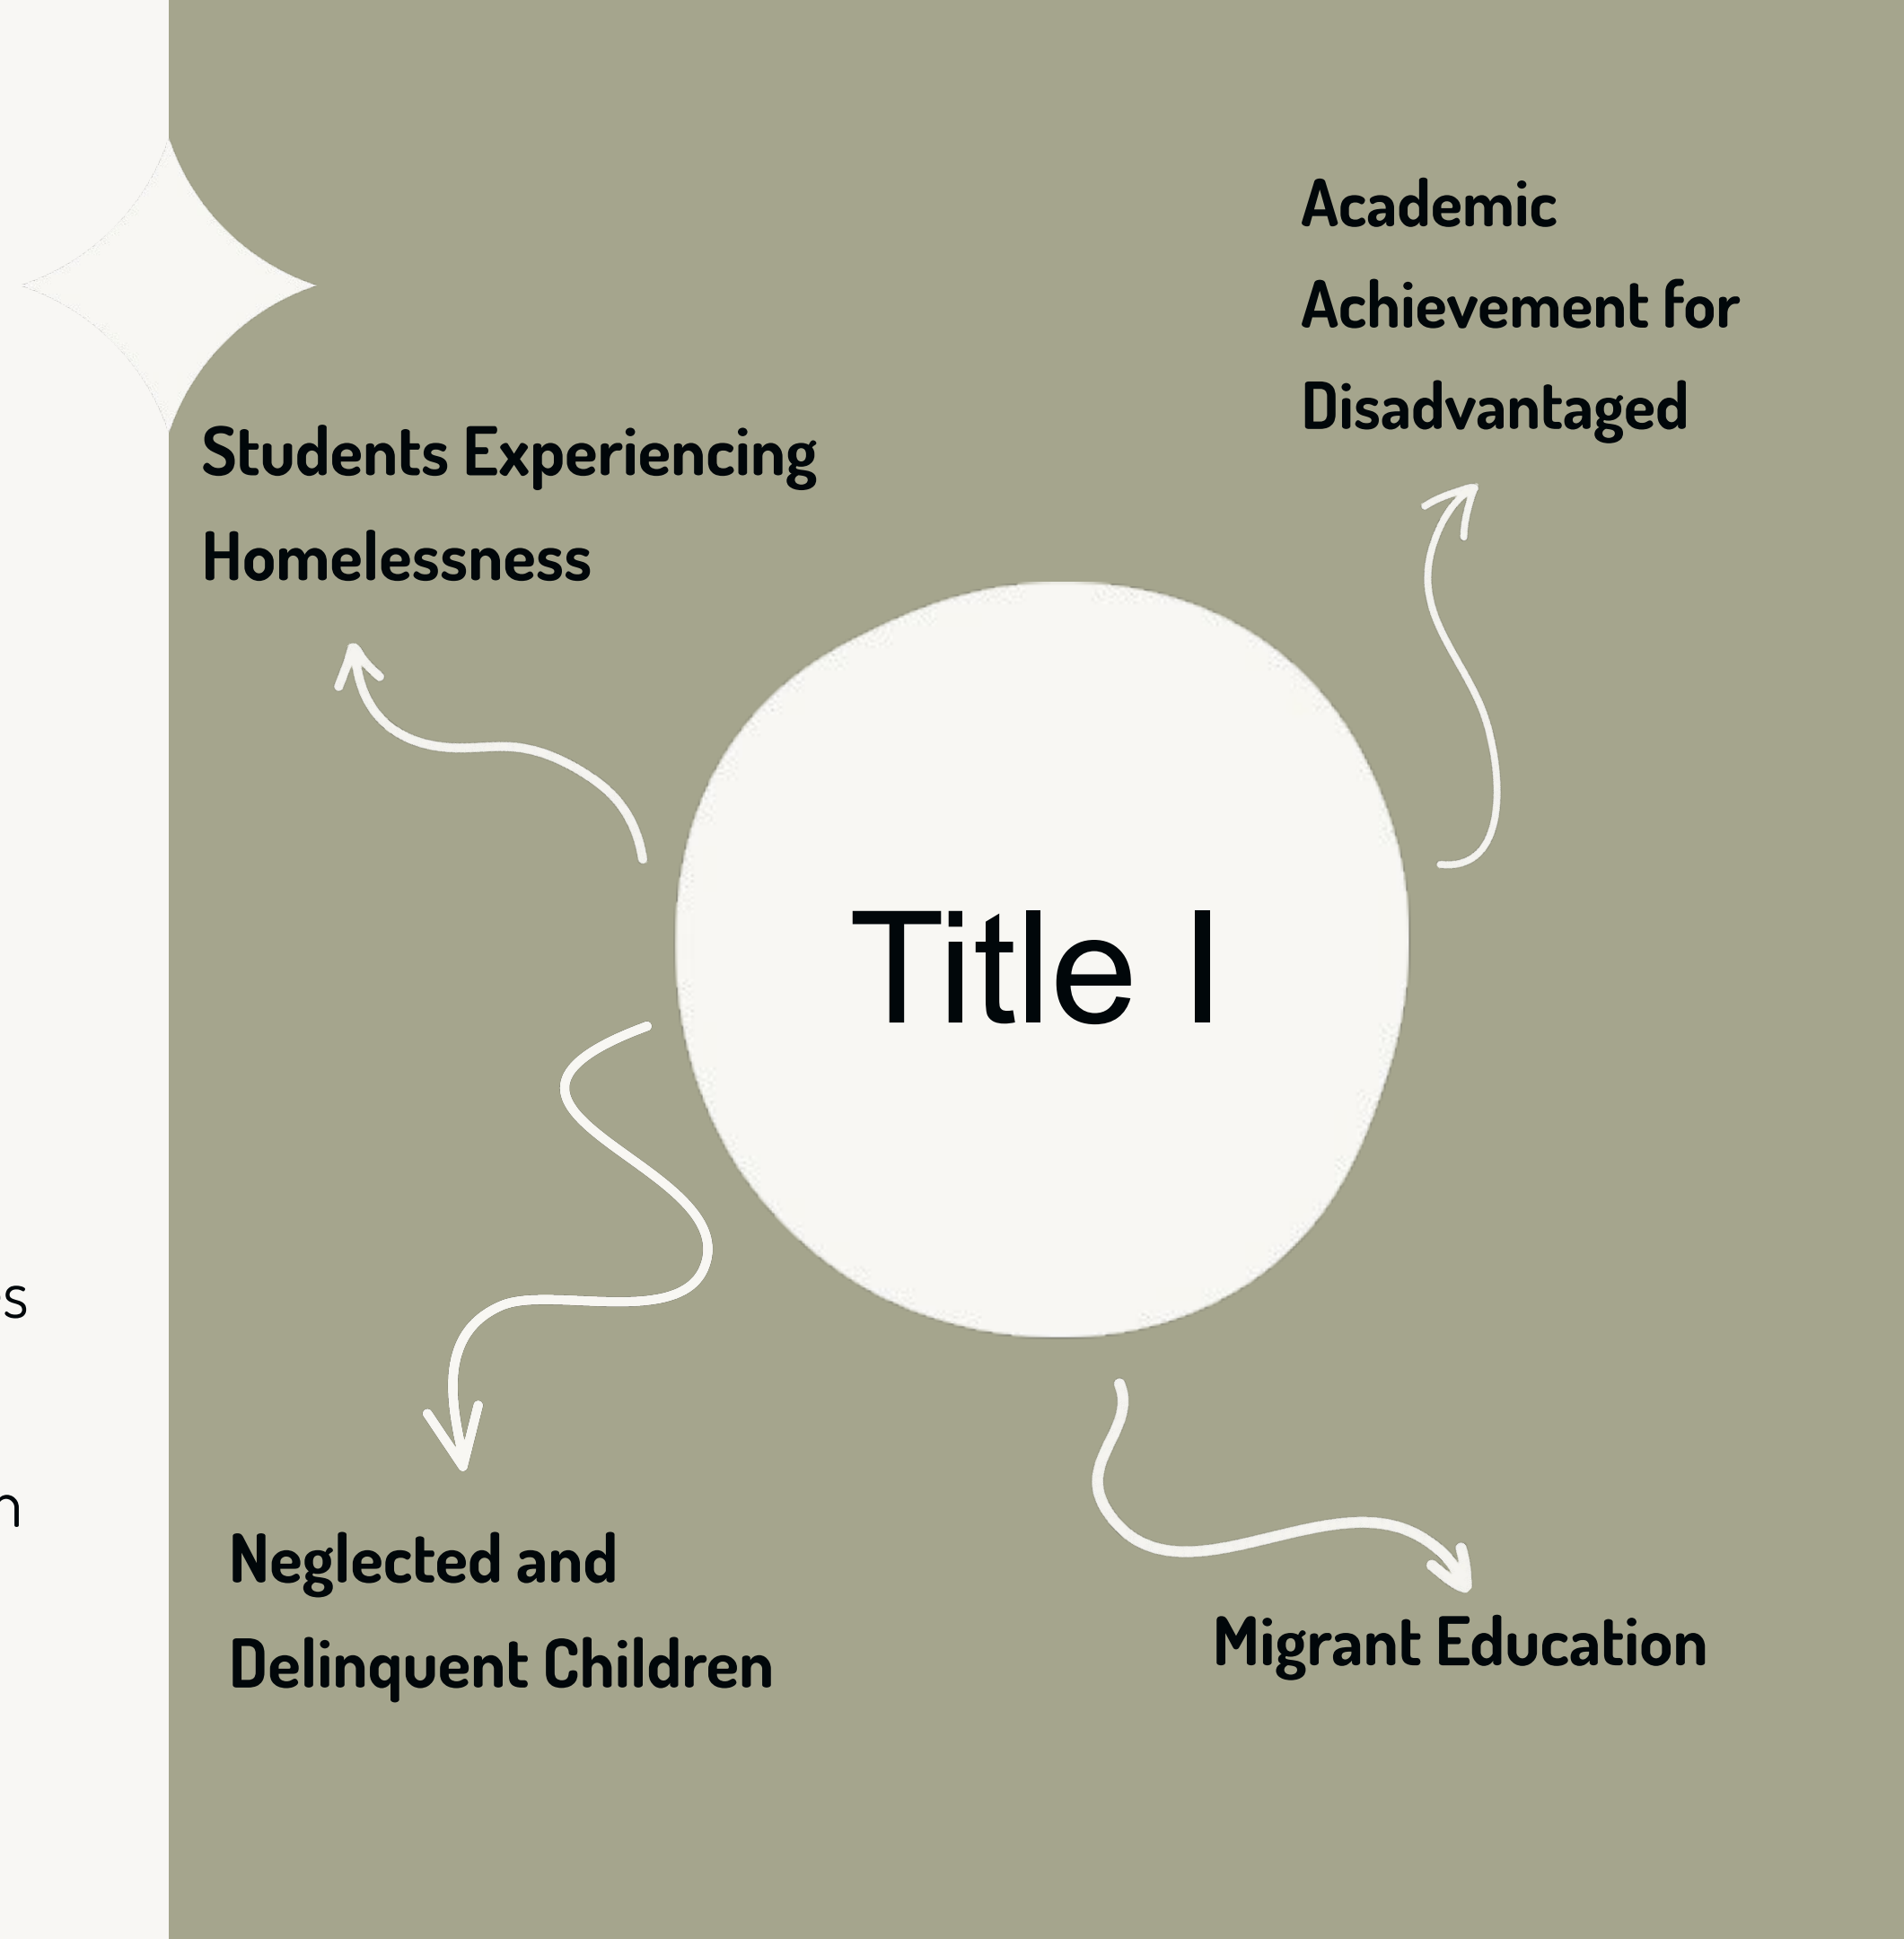 Academic
Achievement for
Disadvantaged
Students Experiencing
Homelessness
Title I
s
n
Neglected and
Delinquent Children
Migrant Education